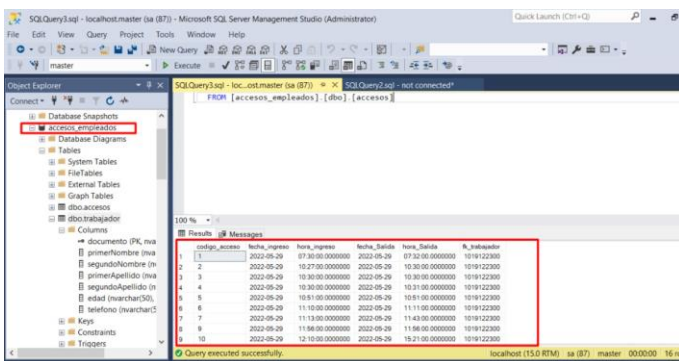 SQLQuery3.sql - localhost.master (sa (87)) - Microsoft SQL Server Management Studio (Administrator)
Quick Launch (Ctrl+Q)
File Edit View Query Project Tools Window Help
New Query
master
Execute
Object Explorer
SQLQuery3.sql - loc...ost.master (sa (87))
SQLQuery2.sql - not connected*
Connect
FROM [accesos_empleados].[dbo].[accesos]
Database Snapshots
accesos_empleados
Database Diagrams
Tables
System Tables
FileTables
External Tables
Graph Tables
dbo.accesos
dbo.trabajador
Columns
documento (PK, nva
primerNombre (nva
segundoNombre (n
primerApellido (nva
segundoApellido (n
edad (nvarchar(50),
telefono (nvarchar(5
Keys
Constraints
Triggers
100 %
Results Messages
codigo_acceso fecha_ingreso hora_ingreso fecha_Salida hora_Salida fk_trabajador
1 1 2022-05-29 07:30:00.0000000 2022-05-29 07:32:00.0000000 1019122300
2 2 2022-05-29 10:27:00.0000000 2022-05-29 10:30:00.0000000 1019122300
3 3 2022-05-29 10:30:00.0000000 2022-05-29 10:30:00.0000000 1019122300
4 4 2022-05-29 10:30:00.0000000 2022-05-29 10:31:00.0000000 1019122300
5 5 2022-05-29 10:51:00.0000000 2022-05-29 10:51:00.0000000 1019122300
6 6 2022-05-29 11:10:00.0000000 2022-05-29 11:11:00.0000000 1019122300
7 7 2022-05-29 11:13:00.0000000 2022-05-29 11:43:00.0000000 1019122300
8 9 2022-05-29 11:56:00.0000000 2022-05-29 11:56:00.0000000 1019122300
9 10 2022-05-29 12:10:00.0000000 2022-05-29 15:21:00.0000000 1019122300
Query executed successfully.
localhost (15.0 RTM) sa (87) master 00:00:00 16 r